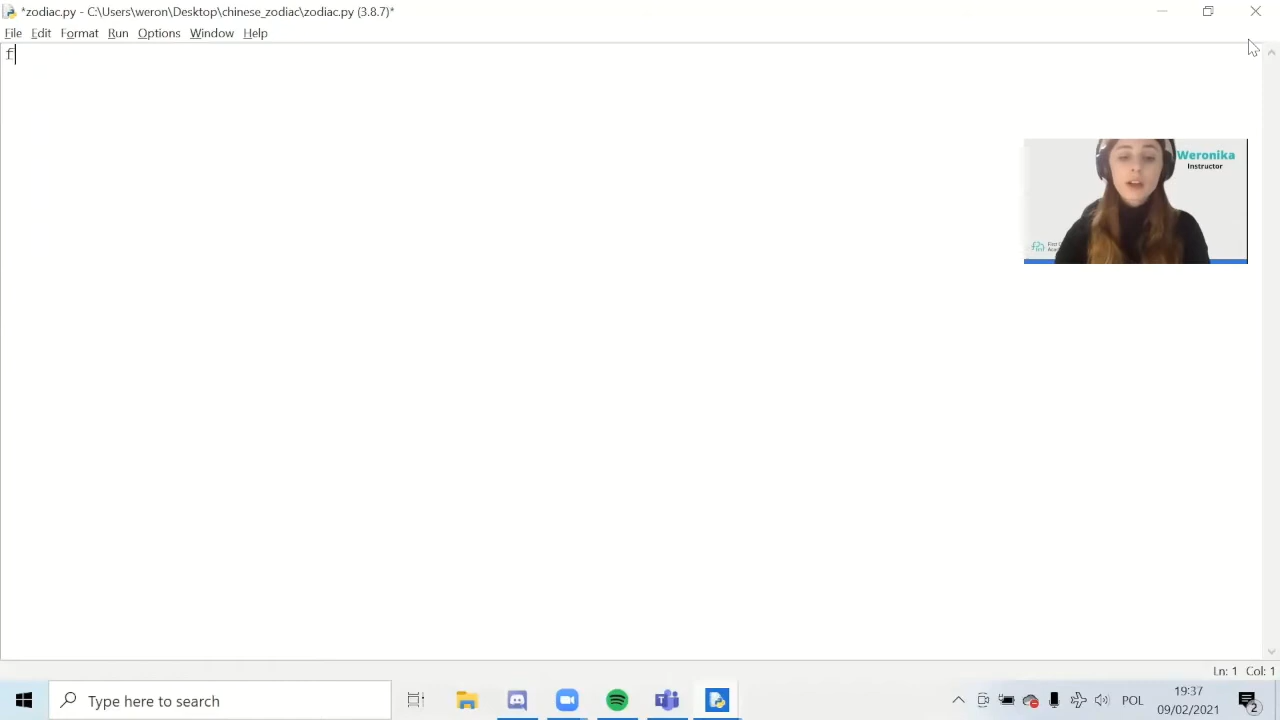 *zodiac.py - C:\Users\weron\Desktop\chinese_zodiac\zodiac.py (3.8.7)*
File Edit Format Run Options Window Help
f
Weronika
Instructor
Ln: 1 Col: 1
Type here to search
POL
19:37
09/02/2021
2